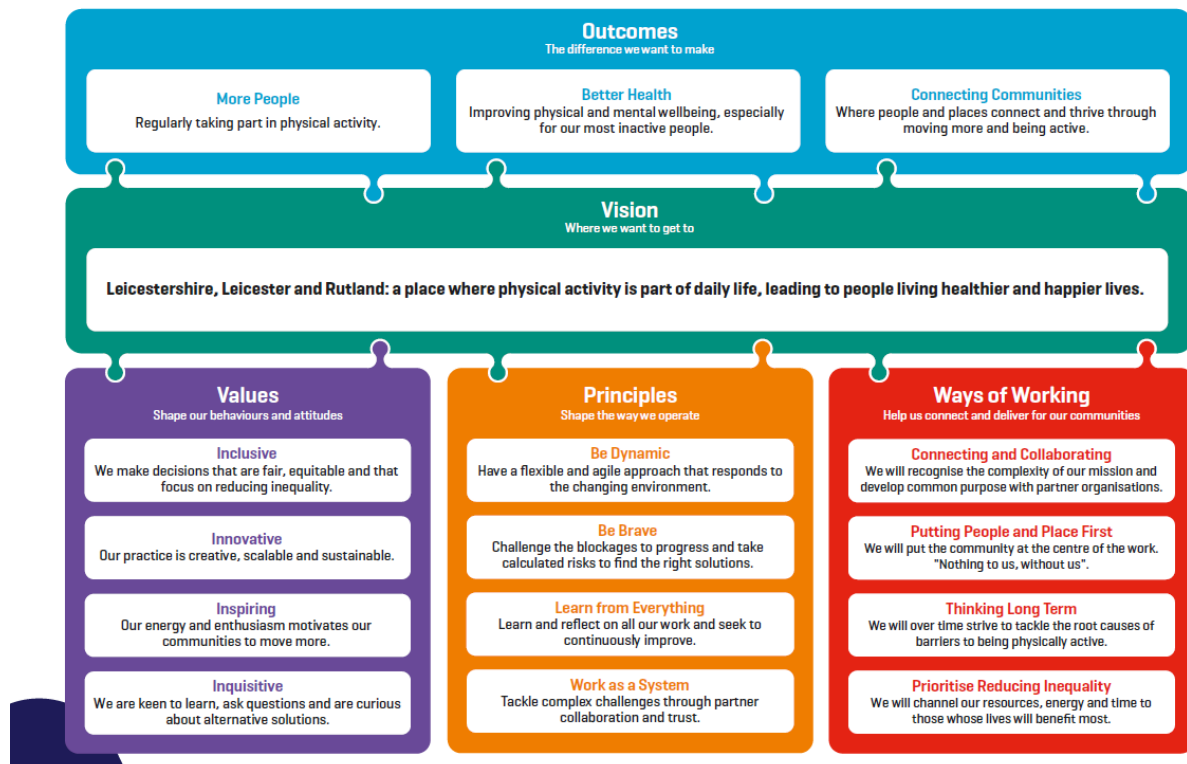 Outcomes
The difference we want to make
More People
Regularly taking part in physical activity.
Better Health
Improving physical and mental wellbeing, especially
for our most inactive people.
Connecting Communities
Where people and places connect and thrive through
moving more and being active.
Vision
Where we want to get to
Leicestershire, Leicester and Rutland: a place where physical activity is part of daily life, leading to people living healthier and happier lives.
Values
Shape our behaviours and attitudes
Inclusive
We make decisions that are fair, equitable and that
focus on reducing inequality.
Innovative
Our practice is creative, scalable and sustainable.
Inspiring
Our energy and enthusiasm motivates our
communities to move more.
Inquisitive
We are keen to learn, ask questions and are curious
about alternative solutions.
Principles
Shape the way we operate
Be Dynamic
Have a flexible and agile approach that responds to
the changing environment.
Be Brave
Challenge the blockages to progress and take
calculated risks to find the right solutions.
Learn from Everything
Learn and reflect on all our work and seek to
continuously improve.
Work as a System
Tackle complex challenges through partner
collaboration and trust.
Ways of Working
Help us connect and deliver for our communities
Connecting and Collaborating
We will recognise the complexity of our mission and
develop common purpose with partner organisations.
Putting People and Place First
We will put the community at the centre of the work.
"Nothing to us, without us".
Thinking Long Term
We will over time strive to tackle the root causes of
barriers to being physically active.
Prioritise Reducing Inequality
We will channel our resources, energy and time to
those whose lives will benefit most.